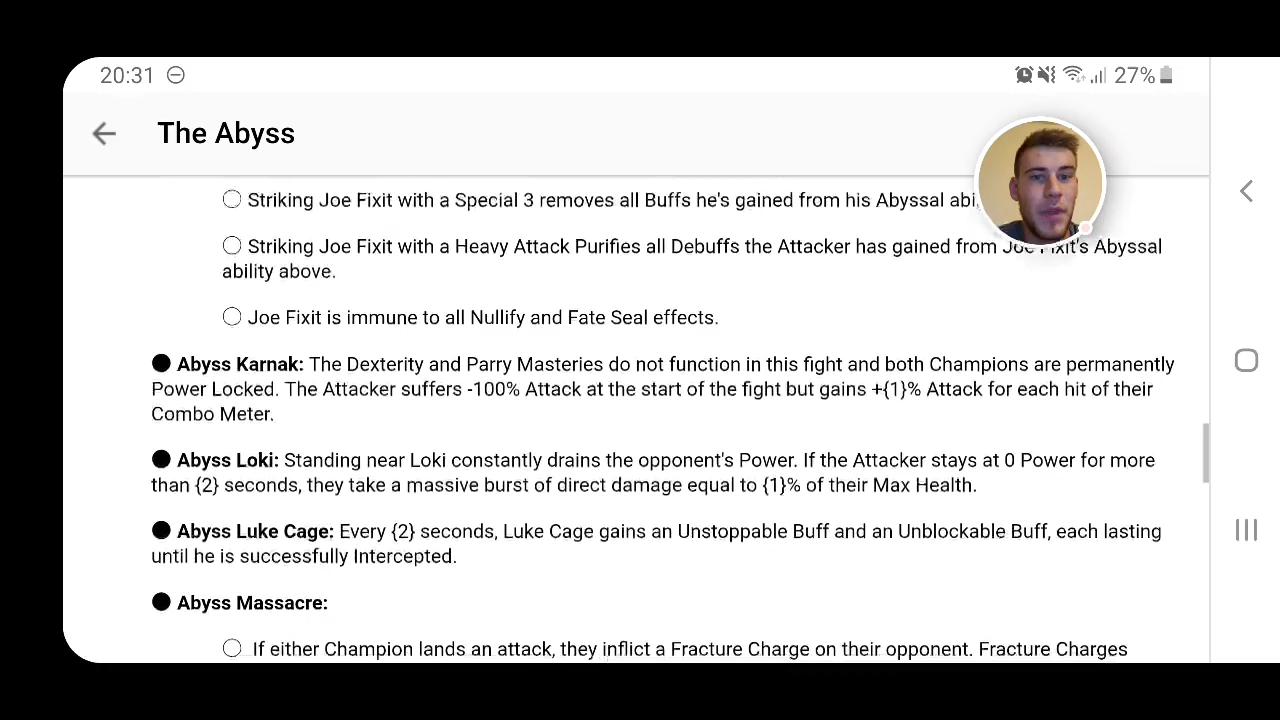 20:31
27%
The Abyss
Striking Joe Fixit with a Special 3 removes all Buffs he's gained from his Abyssal
Striking Joe Fixit with a Heavy Attack Purifies all Debuffs the Attacker has gained from Joe Fixit's Abyssal
ability above.
Joe Fixit is immune to all Nullify and Fate Seal effects.
Abyss Karnak: The Dexterity and Parry Masteries do not function in this fight and both Champions are permanently
Power Locked. The Attacker suffers -100% Attack at the start of the fight but gains +{1}% Attack for each hit of their
Combo Meter.
Abyss Loki: Standing near Loki constantly drains the opponent's Power. If the Attacker stays at 0 Power for more
than {2} seconds, they take a massive burst of direct damage equal to {1}% of their Max Health.
Abyss Luke Cage: Every {2} seconds, Luke Cage gains an Unstoppable Buff and an Unblockable Buff, each lasting
until he is successfully Intercepted.
Abyss Massacre:
If either Champion lands an attack, they inflict a Fracture Charge on their opponent. Fracture Charges